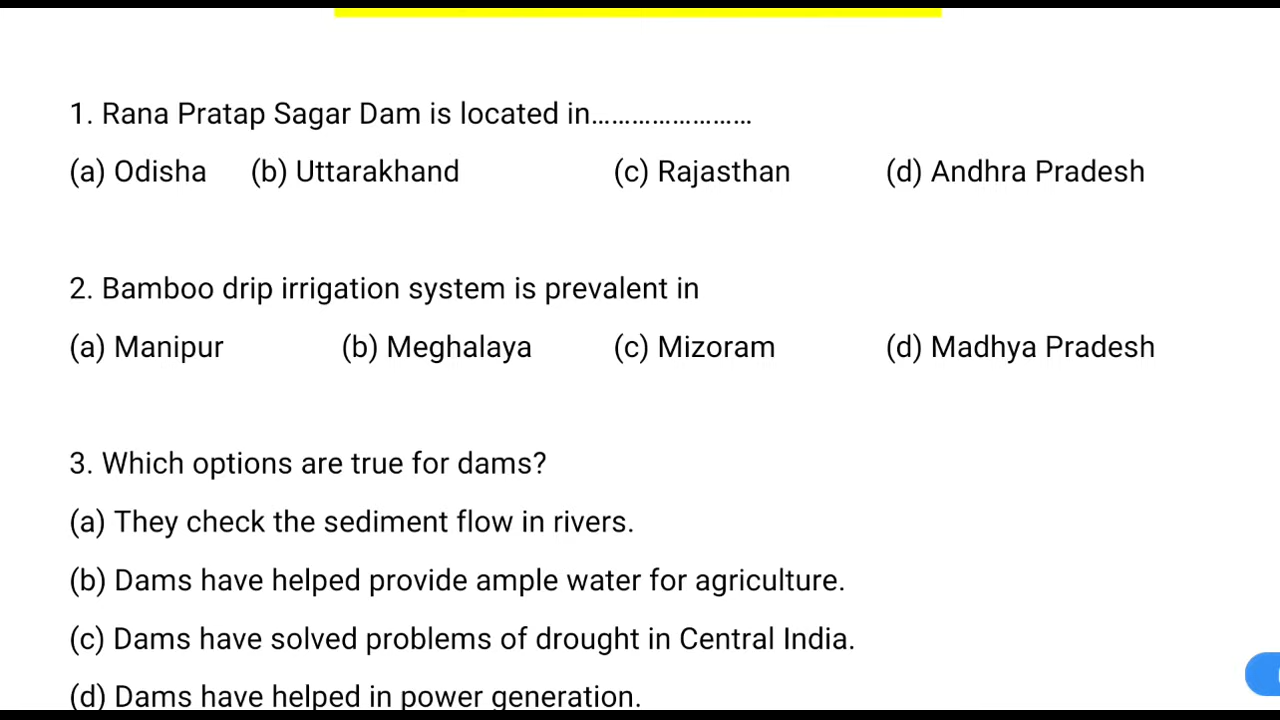 1. Rana Pratap Sagar Dam is located in........................
(a) Odisha (b) Uttarakhand (c) Rajasthan (d) Andhra Pradesh
2. Bamboo drip irrigation system is prevalent in
(a) Manipur (b) Meghalaya (c) Mizoram (d) Madhya Pradesh
3. Which options are true for dams?
(a) They check the sediment flow in rivers.
(b) Dams have helped provide ample water for agriculture.
(c) Dams have solved problems of drought in Central India.
(d) Dams have helped in power generation.